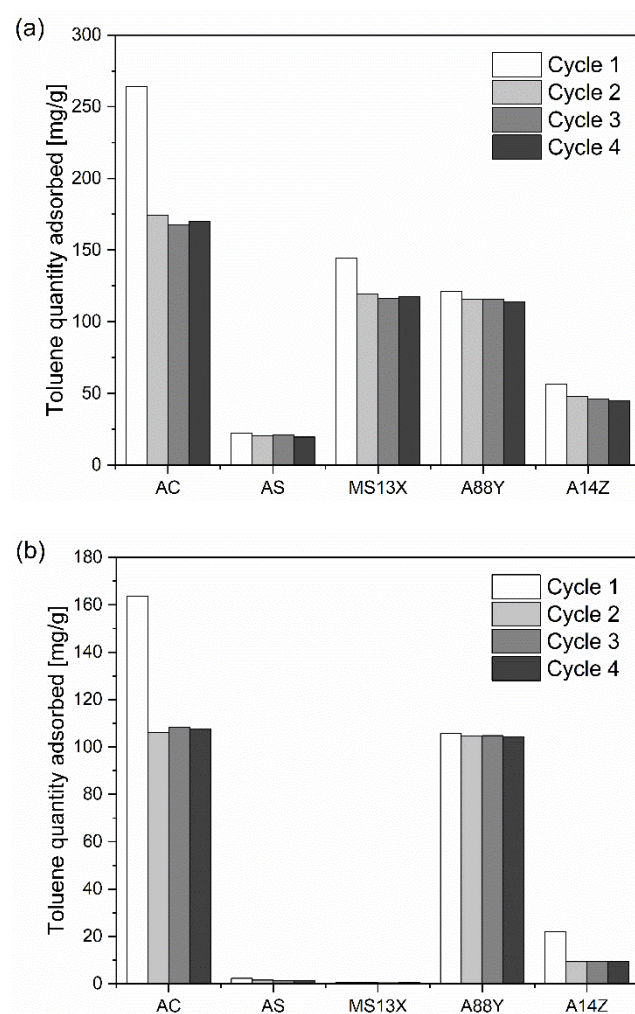 (a)
Toluene quantity adsorbed [mg/g]
300
250
200
150
100
50
0
Cycle 1
Cycle 2
Cycle 3
Cycle 4
AC AS MS13X A88Y A14Z
(b)
Toluene quantity adsorbed [mg/g]
180
160
140
120
100
80
60
40
20
0
Cycle 1
Cycle 2
Cycle 3
Cycle 4
AC AS MS13X A88Y A14Z